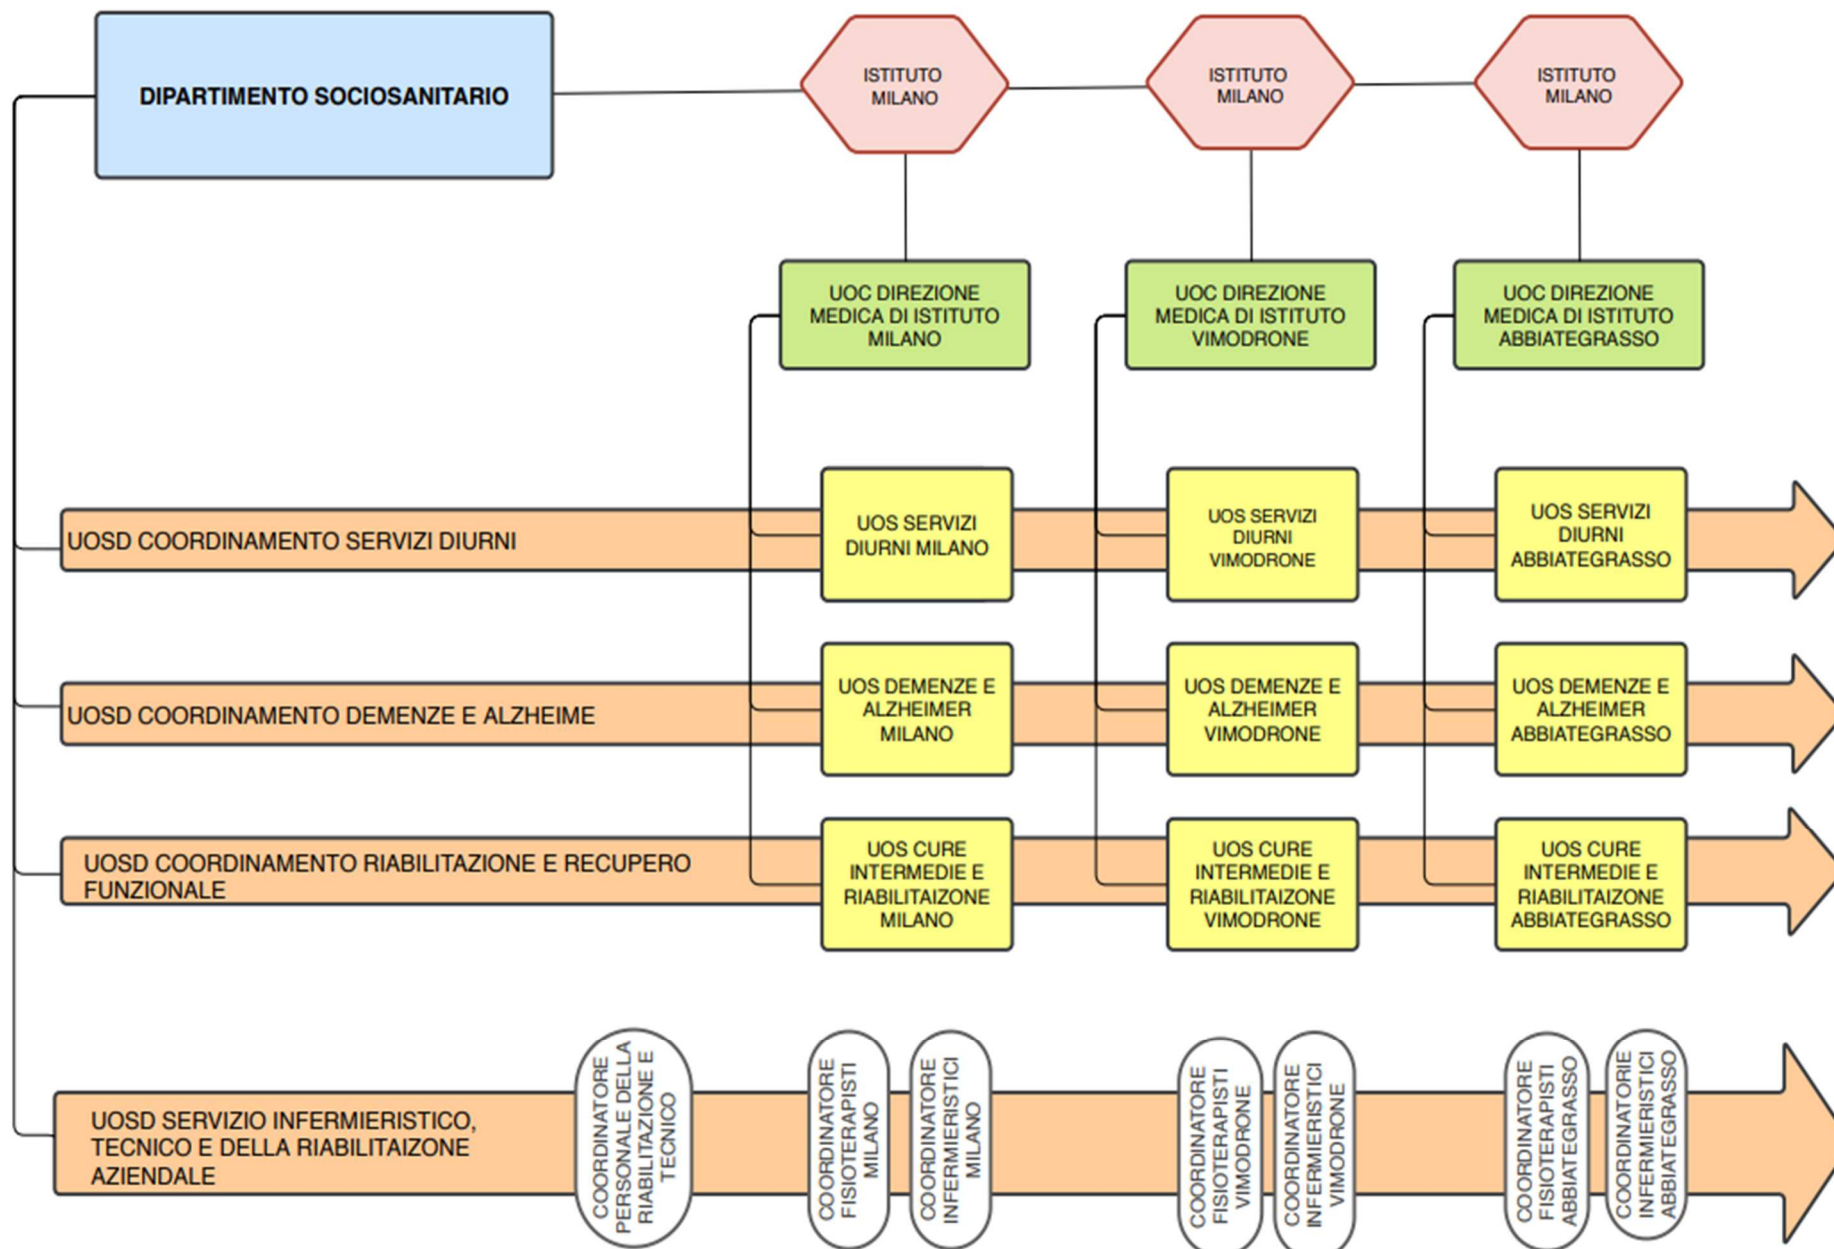 DIPARTIMENTO SOCIOSANITARIO
ISTITUTO
MILANO
ISTITUTO
MILANO
ISTITUTO
MILANO
UOC DIREZIONE
MEDICA DI ISTITUTO
MILANO
UOC DIREZIONE
MEDICA DI ISTITUTO
VIMODRONE
UOC DIREZIONE
MEDICA DI ISTITUTO
ABBIATEGRASSO
UOSD COORDINAMENTO SERVIZI DIURNI
UOS SERVIZI
DIURNI MILANO
UOS SERVIZI
DIURNI
VIMODRONE
UOS SERVIZI
DIURNI
ABBIATEGRASSO
UOSD COORDINAMENTO DEMENZE E ALZHEIME
UOS DEMENZE E
ALZHEIMER
MILANO
UOS DEMENZE E
ALZHEIMER
VIMODRONE
UOS DEMENZE E
ALZHEIMER
ABBIATEGRASSO
UOSD COORDINAMENTO RIABILITAZIONE E RECUPERO
FUNZIONALE
UOS CURE
INTERMEDIE E
RIABILITAIZONE
MILANO
UOS CURE
INTERMEDIE E
RIABILITAIZONE
VIMODRONE
UOS CURE
INTERMEDIE E
RIABILITAIZONE
ABBIATEGRASSO
UOSD SERVIZIO INFERMIERISTICO,
TECNICO E DELLA RIABILITAIZONE
AZIENDALE
COORDINATORE
PERSONALE DELLA
RIABILITAZIONE E
TECNICO
COORDINATORE
FISIOTERAPISTI
MILANO
COORDINATORE
INFERMIERISTICI
MILANO
COORDINATORE
FISIOTERAPISTI
VIMODRONE
COORDINATORE
INFERMIERISTICI
VIMODRONE
COORDINATORE
FISIOTERAPISTI
ABBIATEGRASSO
COORDINATORIE
INFERMIERISTICI
ABBIATEGRASSO